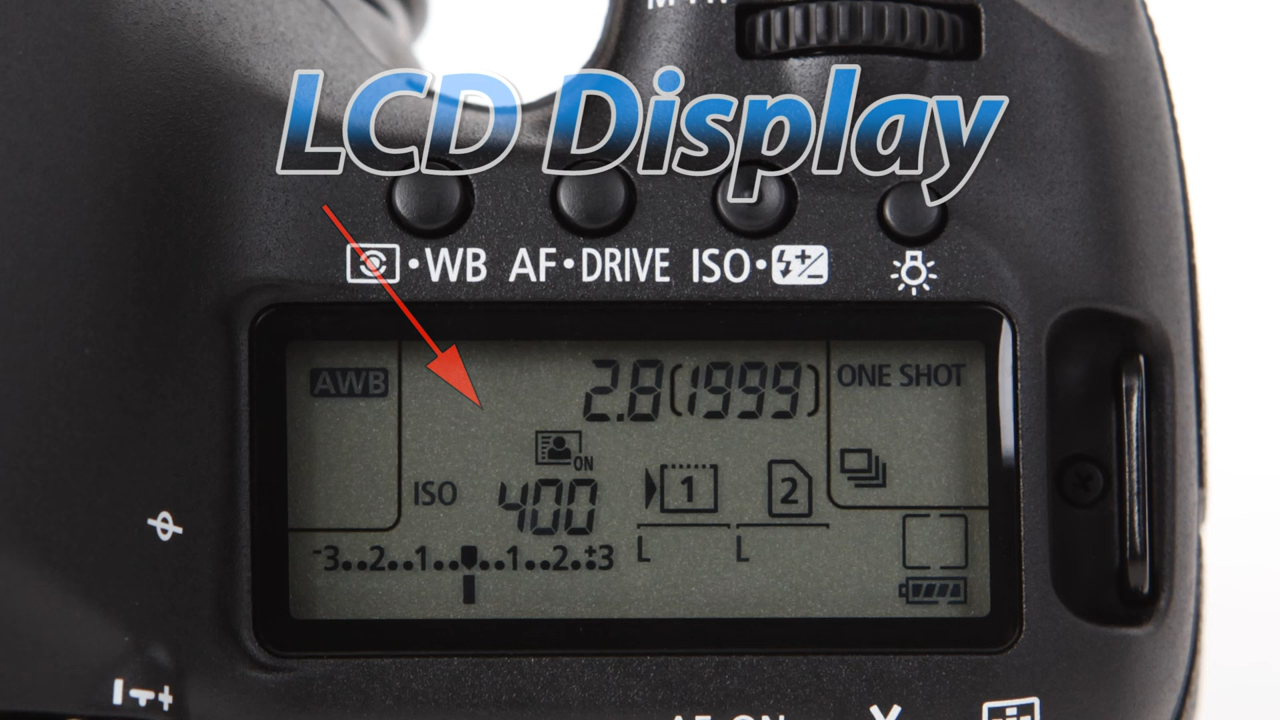 LCD Display
·WB AF·DRIVE ISO·
AWB
2.8(1999)
ONE SHOT
ON
ISO 400
1 2
-3..2..1..▼..1..2..+3
L L